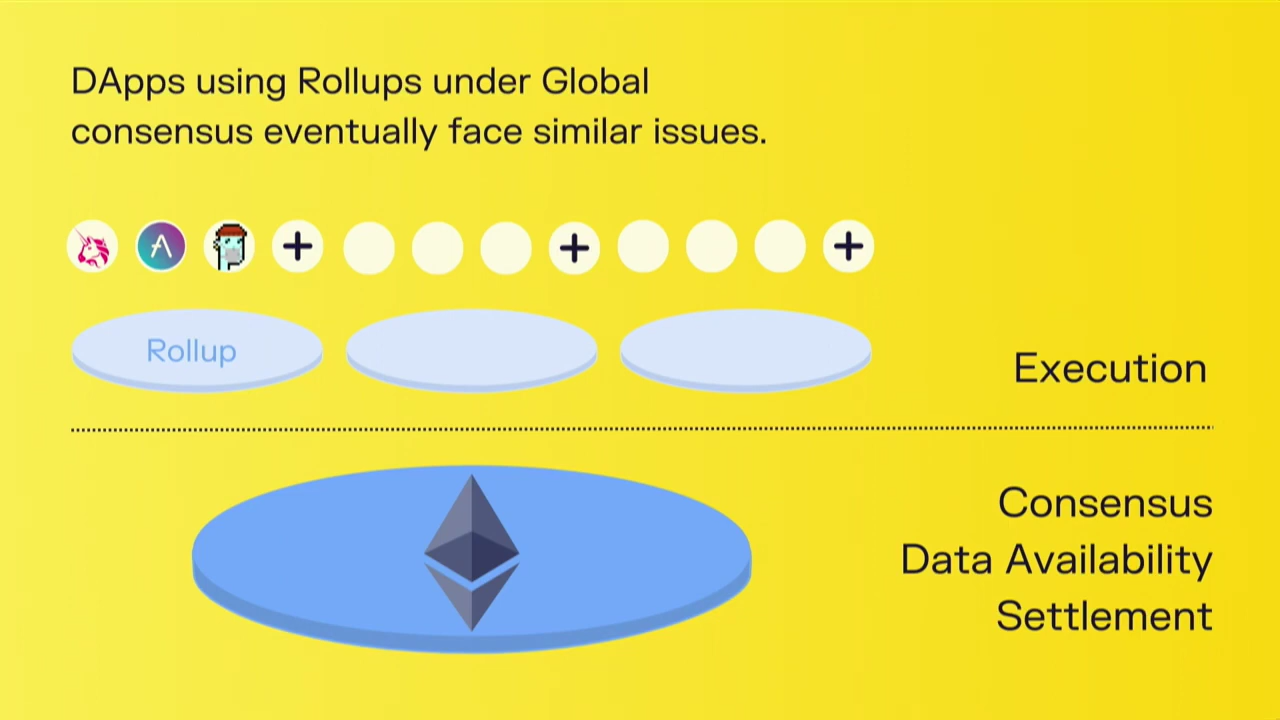 DApps using Rollups under Global
consensus eventually face similar issues.
Rollup
Execution
Consensus
Data Availability
Settlement